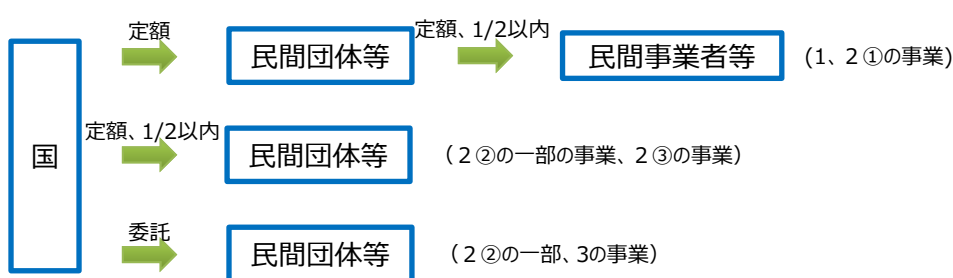 定額
定額、1/2以内
国
民間団体等
民間事業者等
(1、2①の事業)
定額、1/2以内
民間団体等
（2②の一部の事業、2③の事業）
委託
民間団体等
（2②の一部、3の事業）